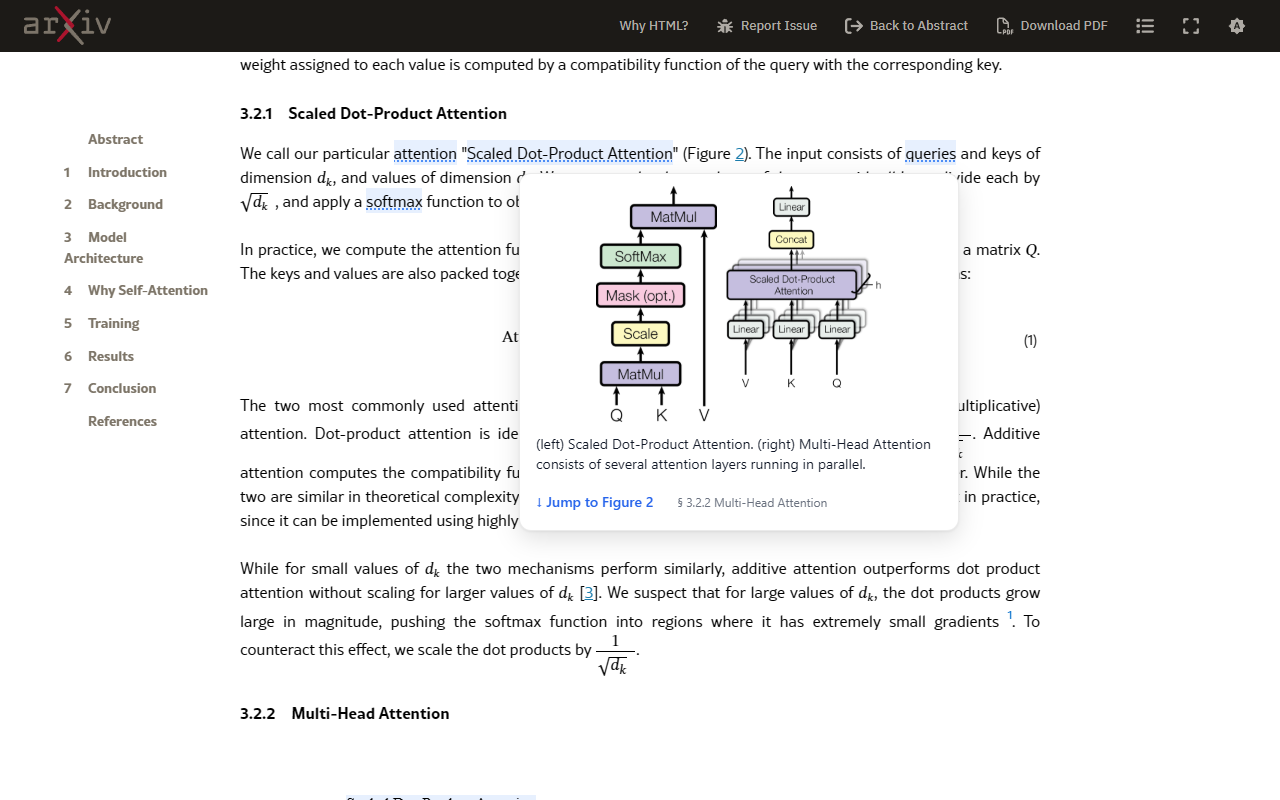 arXiv
Why HTML?
Report Issue
Back to Abstract
Download PDF
weight assigned to each value is computed by a compatibility function of the query with the corresponding key.
Abstract
1 Introduction
2 Background
3 Model
Architecture
4 Why Self-Attention
5 Training
6 Results
7 Conclusion
References
3.2.1 Scaled Dot-Product Attention
We call our particular attention "Scaled Dot-Product Attention" (Figure 2). The input consists of queries and keys of
dimension dₖ, and values of dimension vide each by
√dₖ , and apply a softmax function to ob
In practice, we compute the attention fu a matrix Q.
The keys and values are also packed toge s:
At (1)
The two most commonly used attenti ultiplicative)
attention. Dot-product attention is ide . Additive
attention computes the compatibility fu r. While the
two are similar in theoretical complexity in practice,
since it can be implemented using highly
MatMul
SoftMax
Mask (opt.)
Scale
MatMul
Q K V
Linear
Concat
Scaled Dot-Product
Attention
h
Linear Linear Linear
V K Q
(left) Scaled Dot-Product Attention. (right) Multi-Head Attention
consists of several attention layers running in parallel.
↓ Jump to Figure 2 § 3.2.2 Multi-Head Attention
While for small values of dₖ the two mechanisms perform similarly, additive attention outperforms dot product
attention without scaling for larger values of dₖ [3]. We suspect that for large values of dₖ, the dot products grow
large in magnitude, pushing the softmax function into regions where it has extremely small gradients ¹. To
counteract this effect, we scale the dot products by 1/√dₖ.
3.2.2 Multi-Head Attention